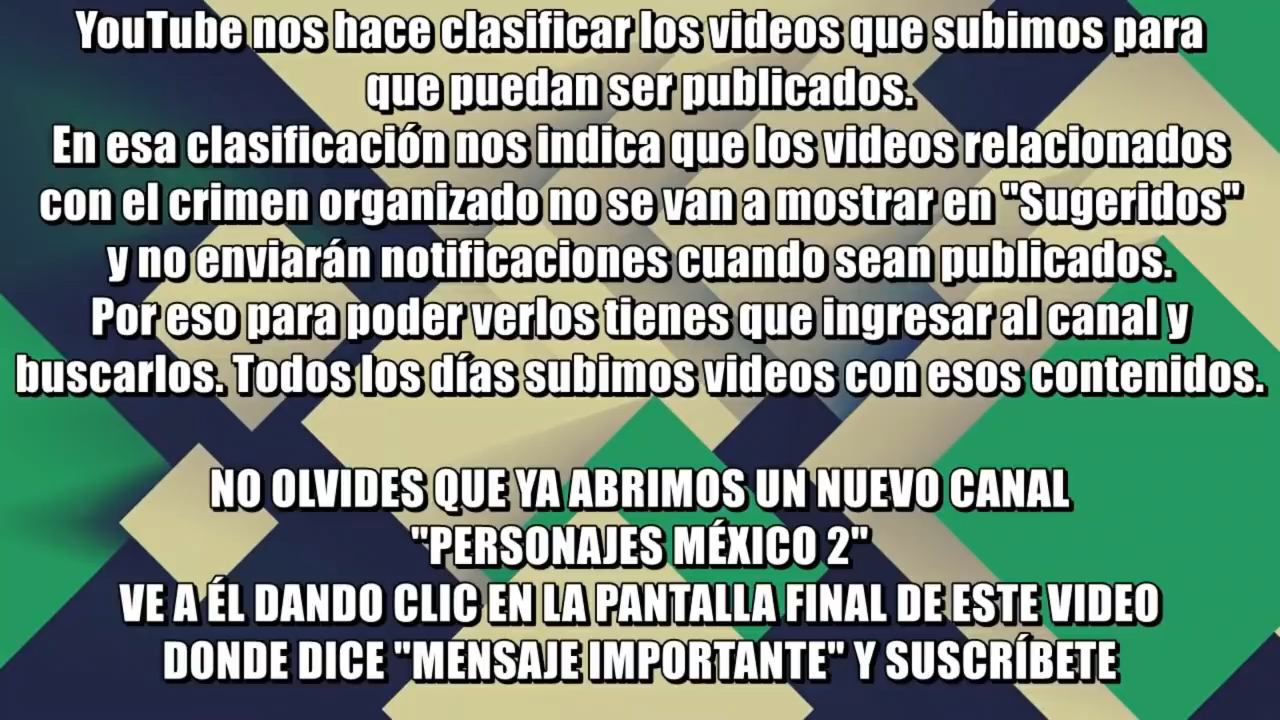 YouTube nos hace clasificar los videos que subimos para
que puedan ser publicados.
En esa clasificación nos indica que los videos relacionados
con el crimen organizado no se van a mostrar en "Sugeridos"
y no enviarán notificaciones cuando sean publicados.
Por eso para poder verlos tienes que ingresar al canal y
buscarlos. Todos los días subimos videos con esos contenidos.
NO OLVIDES QUE YA ABRIMOS UN NUEVO CANAL
"PERSONAJES MÉXICO 2"
VE A ÉL DANDO CLIC EN LA PANTALLA FINAL DE ESTE VIDEO
DONDE DICE "MENSAJE IMPORTANTE" Y SUSCRÍBETE